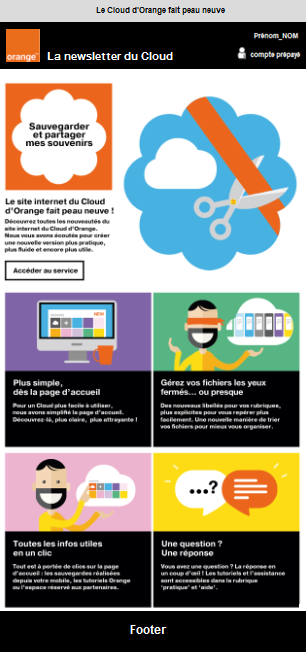 Le Cloud d'Orange fait peau neuve
Prénom_NOM
orange™
La newsletter du Cloud
compte prépayé
Sauvegarder
et partager
mes souvenirs
Le site internet du Cloud
d'Orange fait peau neuve !
Découvrez toutes les nouveautés du
site internet du Cloud d'Orange.
Nous vous avons écoutés pour créer
une nouvelle version plus pratique,
plus fluide et encore plus utile.
Accéder au service
NEW
Plus simple,
dès la page d'accueil
Pour un Cloud plus facile à utiliser,
nous avons simplifié la page d'accueil.
Découvrez-là, plus claire, plus attrayante !
Gérez vos fichiers les yeux
fermés... ou presque
Des nouveaux libellés pour vos rubriques,
plus explicites pour vous repérer plus
facilement. Une nouvelle manière de trier
vos fichiers pour mieux vous organiser.
Toutes les infos utiles
en un clic
Tout est à portée de clics sur la page
d'accueil : les sauvegardes réalisées
depuis votre mobile, les tutoriels Orange
ou l'espace réservé aux partenaires.
...?
Une question ?
Une réponse
Vous avez une question ? La réponse en
un coup d'œil ! Les tutoriels et l'assistance
sont accessibles dans la rubrique
'pratique' et 'aide'.
Footer